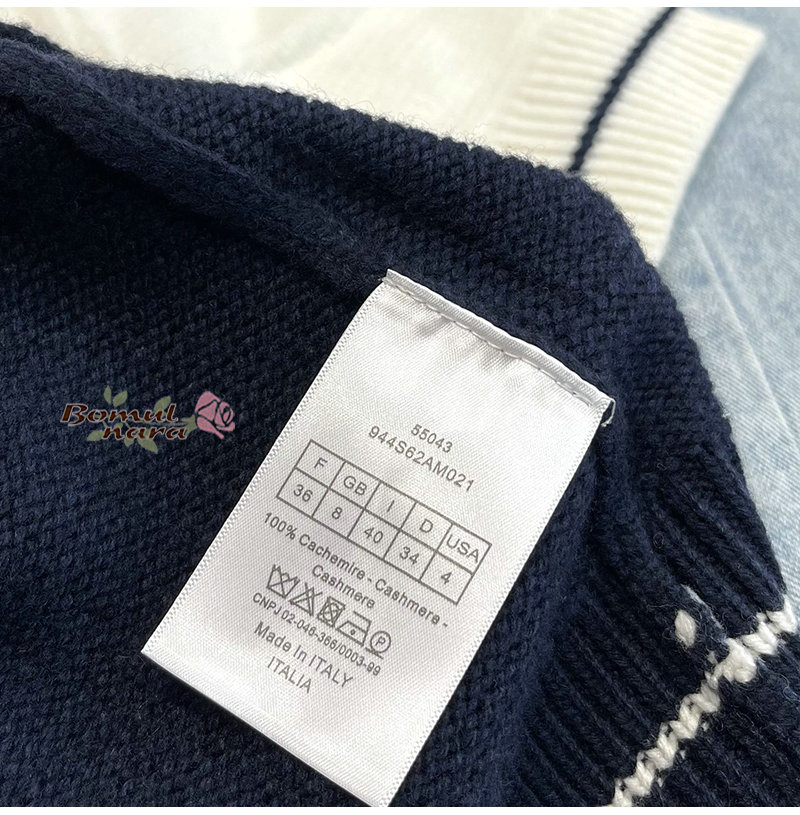 Bomul
nara
55043
944S62AM021
F GB I D USA
36 8 40 34 4
100% Cachemire - Cashmere -
Cashmere
P
CNPJ 02-046-366/0003-99
Made In ITALY
ITALIA